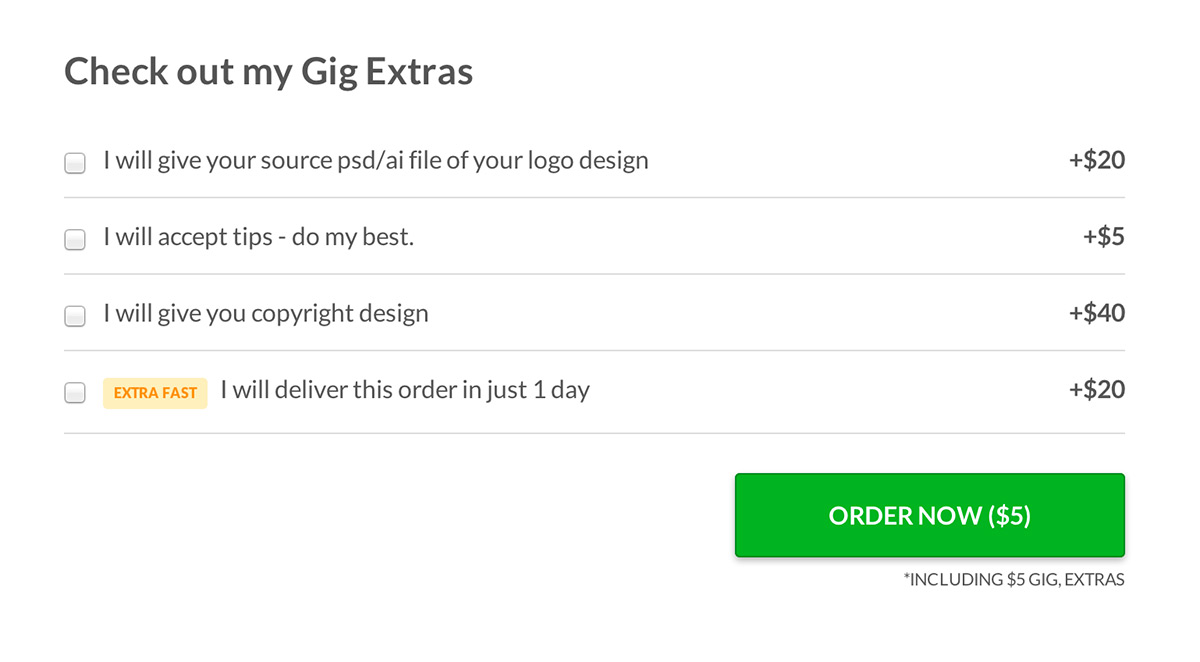 Check out my Gig Extras
I will give your source psd/ai file of your logo design +$20
I will accept tips - do my best. +$5
I will give you copyright design +$40
EXTRA FAST I will deliver this order in just 1 day +$20
ORDER NOW ($5)
*INCLUDING $5 GIG, EXTRAS